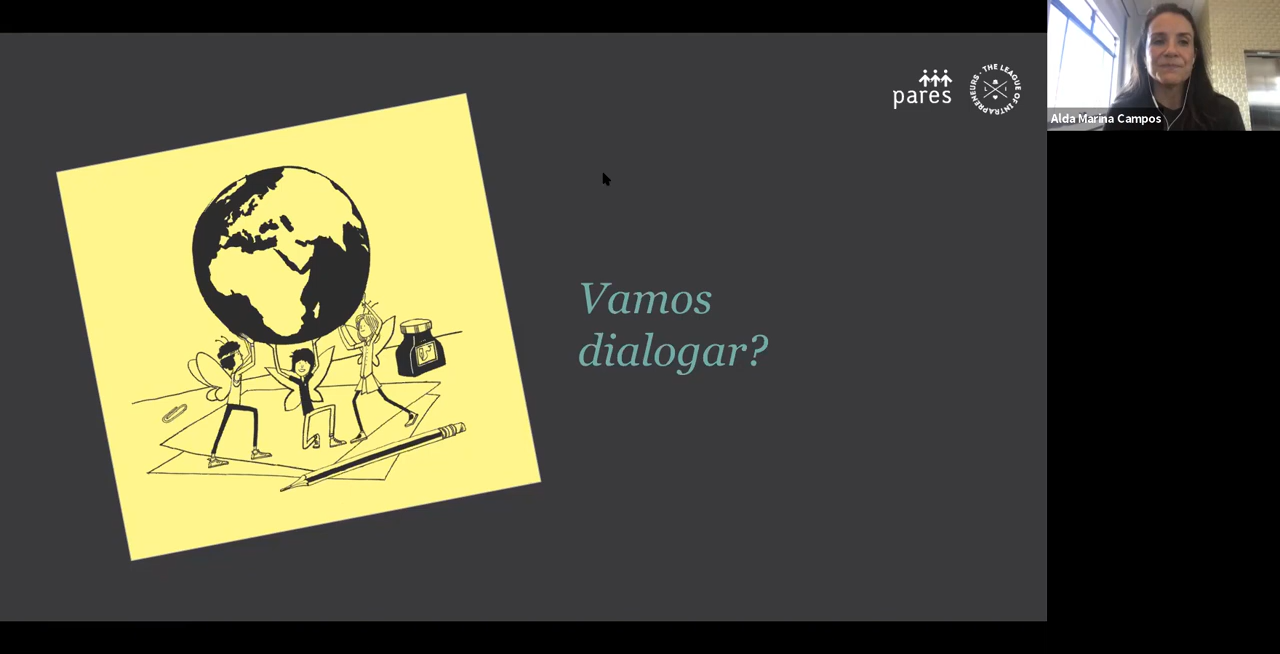 pares
THE LEAGUE OF INTRAPRENEURS
Alda Marina Campos
Vamos
dialogar?